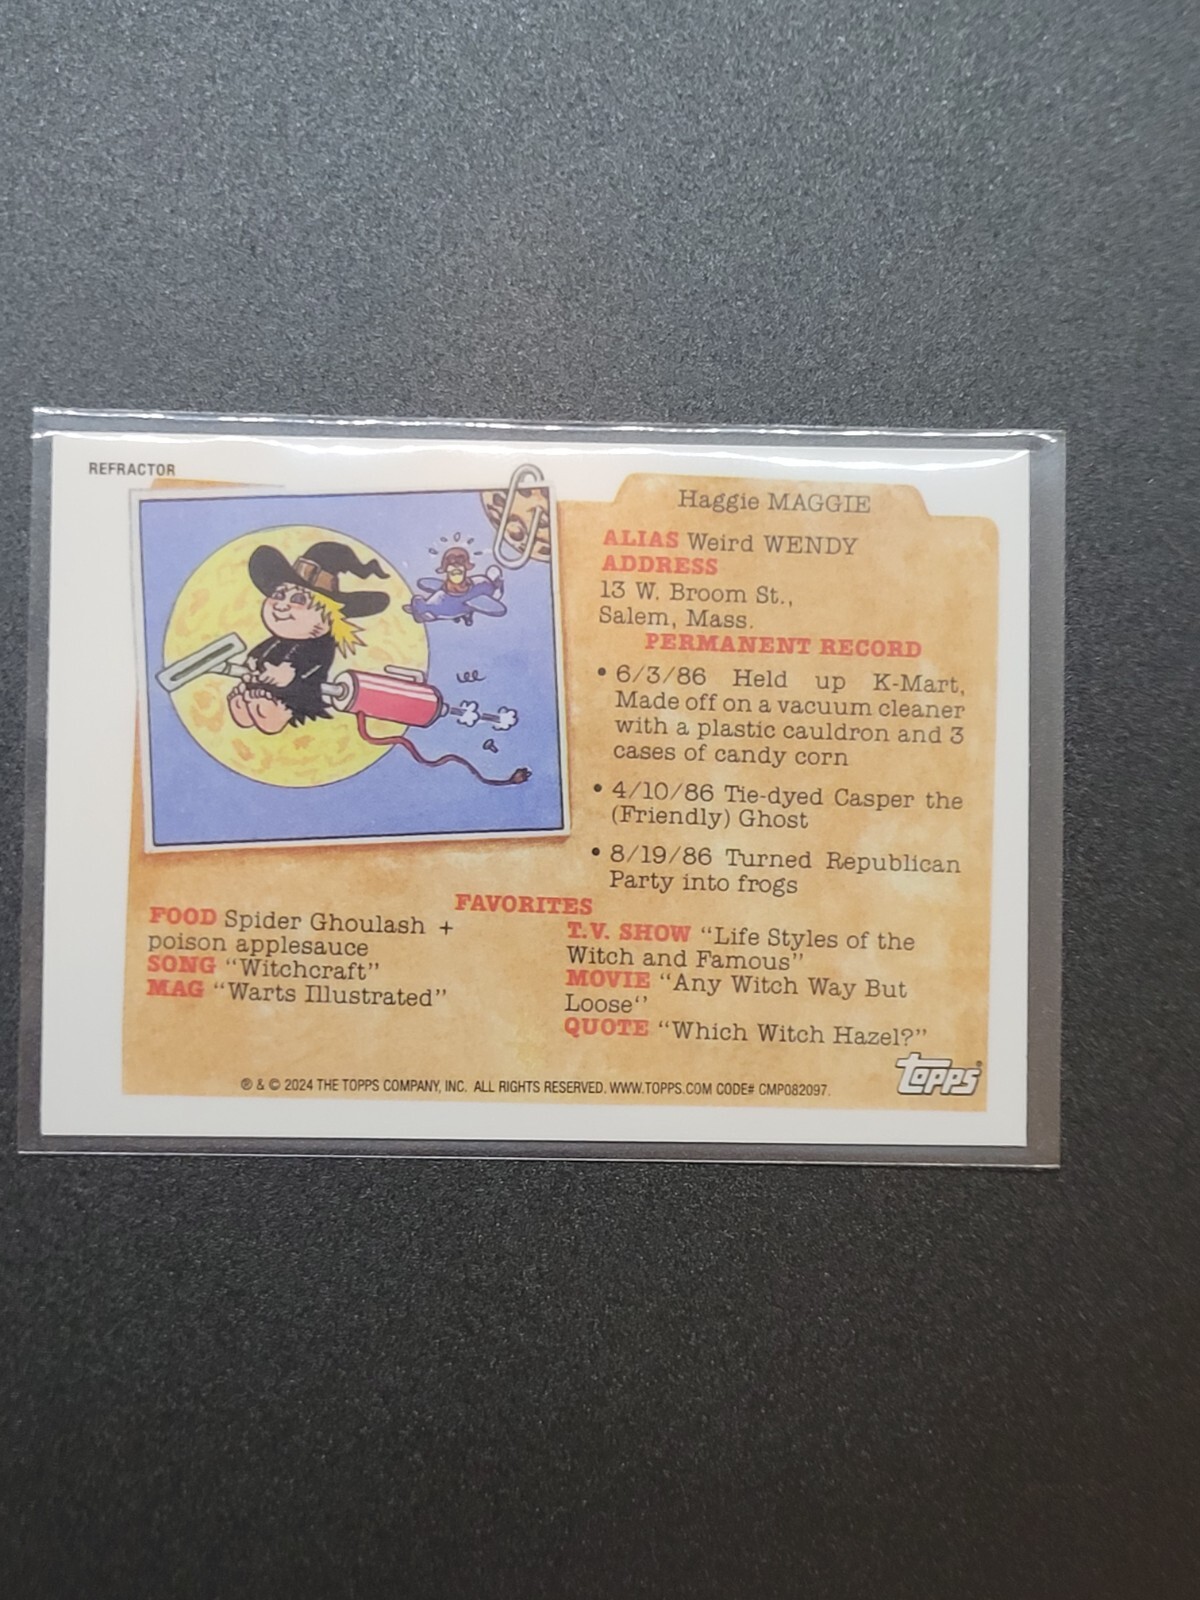 REFRACTOR
Haggie MAGGIE
ALIAS Weird WENDY
ADDRESS
13 W. Broom St.,
Salem, Mass.
PERMANENT RECORD
• 6/3/86 Held up K-Mart,
Made off on a vacuum cleaner
with a plastic cauldron and 3
cases of candy corn
• 4/10/86 Tie-dyed Casper the
(Friendly) Ghost
• 8/19/86 Turned Republican
Party into frogs
FAVORITES
FOOD Spider Ghoulash +
poison applesauce
SONG "Witchcraft"
MAG "Warts Illustrated"
T.V. SHOW "Life Styles of the
Witch and Famous"
MOVIE "Any Witch Way But
Loose"
QUOTE "Which Witch Hazel?"
® & © 2024 THE TOPPS COMPANY, INC. ALL RIGHTS RESERVED. WWW.TOPPS.COM CODE# CMP082097.
Topps®